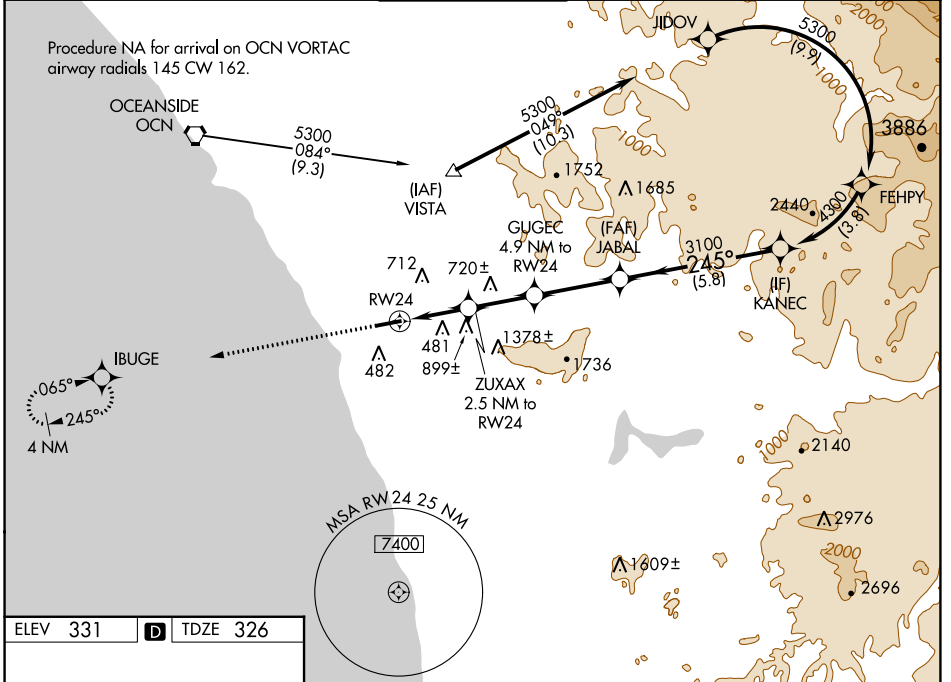 Procedure NA for arrival on OCN VORTAC
airway radials 145 CW 162.
JIDOV
5300
(9.9)
2000
1000
OCEANSIDE
OCN
5300
084°
(9.3)
5300
049°
(10.3)
1000
3886
(IAF)
VISTA
1752
1685
FEHPY
2440
4300
(3.8)
GUGEC
4.9 NM to
RW24
(FAF)
JABAL
3100
245°
(5.8)
(IF)
KANEC
712
720±
RW24
481
899±
1378±
1736
482
ZUXAX
2.5 NM to
RW24
IBUGE
065°
245°
4 NM
1000
2140
MSA RW24 25 NM
7400
2976
2000
1609±
2696
ELEV 331
D
TDZE 326